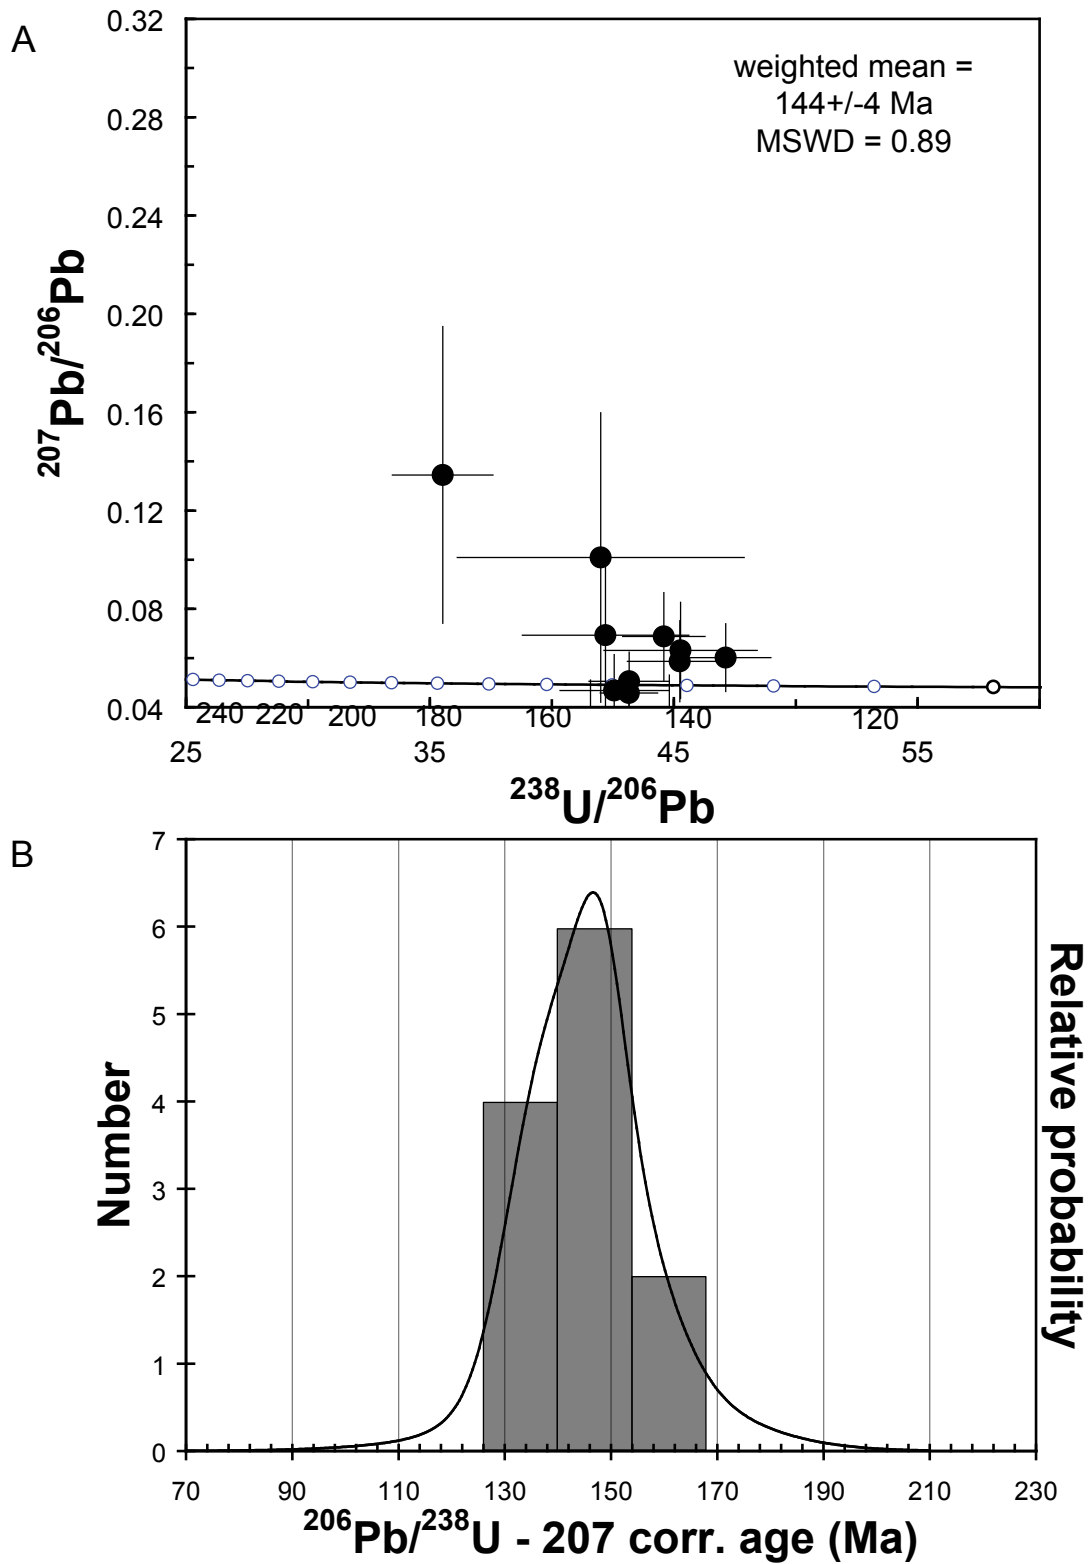 A
0.32
0.28
0.24
0.20
0.16
0.12
0.08
0.04
207Pb/206Pb
weighted mean =
144+/-4 Ma
MSWD = 0.89
240 220 200 180 160 140 120
25 35 45 55
238U/206Pb
B
7
6
5
4
3
2
1
0
Number
Relative probability
70 90 110 130 150 170 190 210 230
206Pb/238U - 207 corr. age (Ma)